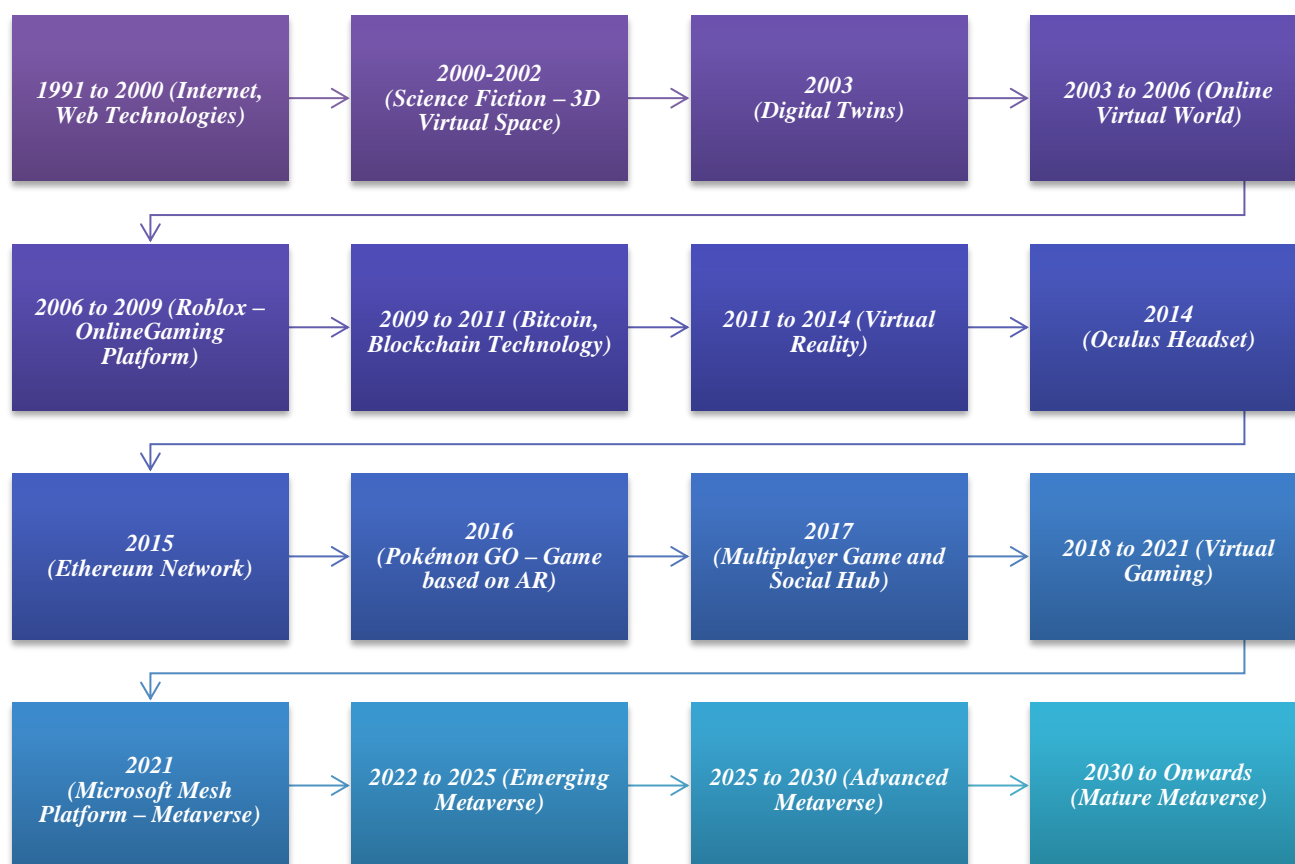 1991 to 2000 (Internet,
Web Technologies)
2000-2002
(Science Fiction – 3D
Virtual Space)
2003
(Digital Twins)
2003 to 2006 (Online
Virtual World)
2006 to 2009 (Roblox –
OnlineGaming
Platform)
2009 to 2011 (Bitcoin,
Blockchain Technology)
2011 to 2014 (Virtual
Reality)
2014
(Oculus Headset)
2015
(Ethereum Network)
2016
(Pokémon GO – Game
based on AR)
2017
(Multiplayer Game and
Social Hub)
2018 to 2021 (Virtual
Gaming)
2021
(Microsoft Mesh
Platform – Metaverse)
2022 to 2025 (Emerging
Metaverse)
2025 to 2030 (Advanced
Metaverse)
2030 to Onwards
(Mature Metaverse)